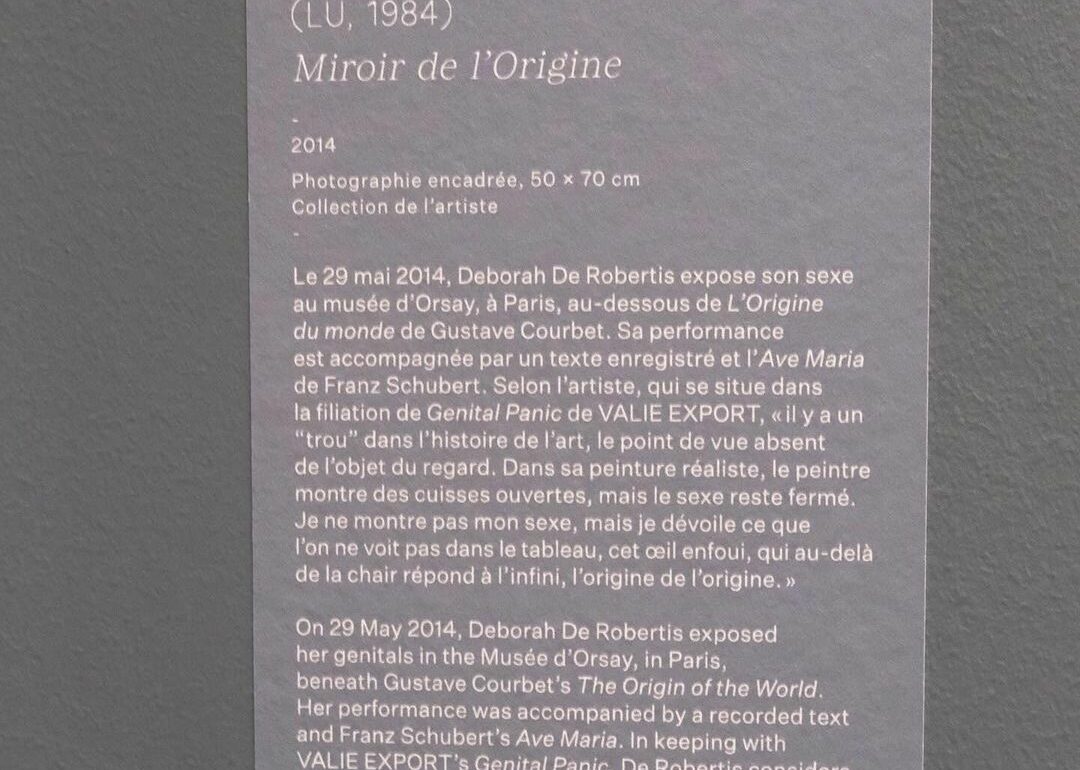 (LU, 1984)
Miroir de l’Origine
-
2014
Photographie encadrée, 50 × 70 cm
Collection de l’artiste
-
Le 29 mai 2014, Deborah De Robertis expose son sexe
au musée d’Orsay, à Paris, au-dessous de L’Origine
du monde de Gustave Courbet. Sa performance
est accompagnée par un texte enregistré et l’Ave Maria
de Franz Schubert. Selon l’artiste, qui se situe dans
la filiation de Genital Panic de VALIE EXPORT, « il y a un
“trou” dans l’histoire de l’art, le point de vue absent
de l’objet du regard. Dans sa peinture réaliste, le peintre
montre des cuisses ouvertes, mais le sexe reste fermé.
Je ne montre pas mon sexe, mais je dévoile ce que
l’on ne voit pas dans le tableau, cet œil enfoui, qui au-delà
de la chair répond à l’infini, l’origine de l’origine. »
On 29 May 2014, Deborah De Robertis exposed
her genitals in the Musée d’Orsay, in Paris,
beneath Gustave Courbet’s The Origin of the World.
Her performance was accompanied by a recorded text
and Franz Schubert’s Ave Maria. In keeping with
VALIE EXPORT’s Genital Panic, De Robertis considers